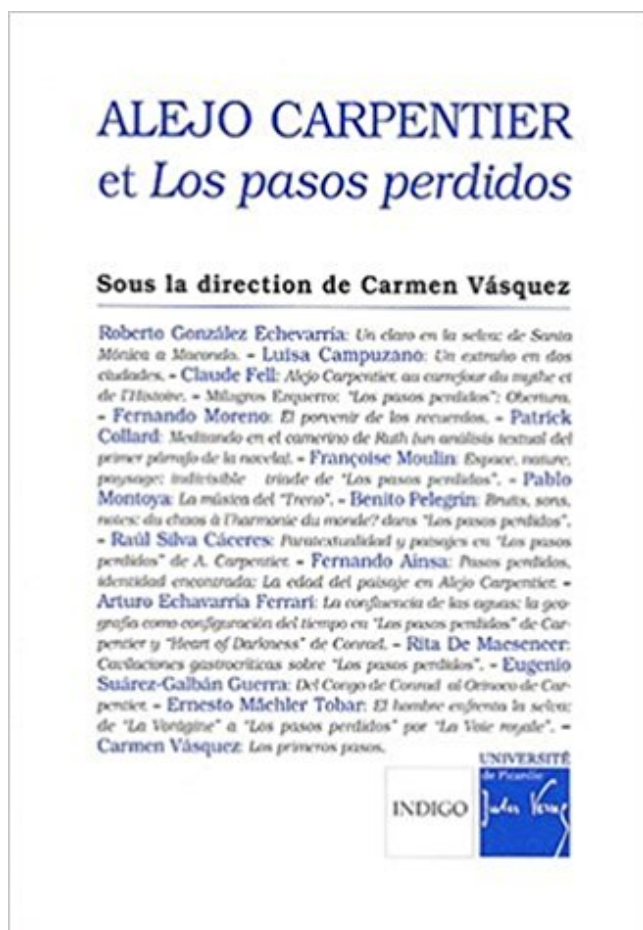 ALEJO CARPENTIER
et Los pasos perdidos
Sous la direction de Carmen Vásquez
Roberto González Echevarría: Un claro en la selva: de Santa
Mónica a Macondo. – Luisa Campuzano: Un extraño en dos
ciudades. – Claude Fell: Alejo Carpentier, au carrefour du mythe et
de l'Histoire. – Milagros Ezquerro: "Los pasos perdidos": Obertura.
– Fernando Moreno: El porvenir de los recuerdos. – Patrick
Collard: Meditando en el camerino de Ruth (un análisis textual del
primer párrafo de la novela). – Françoise Moulin: Espace, nature,
paysage: indivisible triade de "Los pasos perdidos". – Pablo
Montoya: La música del "Treno". – Benito Pelegrín: Bruits, sons,
notes: du chaos à l'harmonie du monde? dans "Los pasos perdidos".
– Raúl Silva Cáceres: Paratextualidad y paisajes en "Los pasos
perdidos" de A. Carpentier. – Fernando Ainsa: Pasos perdidos,
identidad encontrada: La edad del paisaje en Alejo Carpentier. –
Arturo Echavarría Ferrari: La confluencia de las aguas: la geo-
grafía como configuración del tiempo en "Los pasos perdidos" de Car-
pentier y "Heart of Darkness" de Conrad. – Rita De Maeseneer:
Cavilaciones gastrocríticas sobre "Los pasos perdidos". – Eugenio
Suárez-Galbán Guerra: Del Congo de Conrad al Orinoco de Car-
pentier. – Ernesto Mächler Tobar: El hombre enfrenta la selva:
de "La Vorágine" a "Los pasos perdidos" por "La Voie royale". –
Carmen Vásquez: Los primeros pasos.
UNIVERSITÉ
de Picardie
Jules Verne
INDIGO